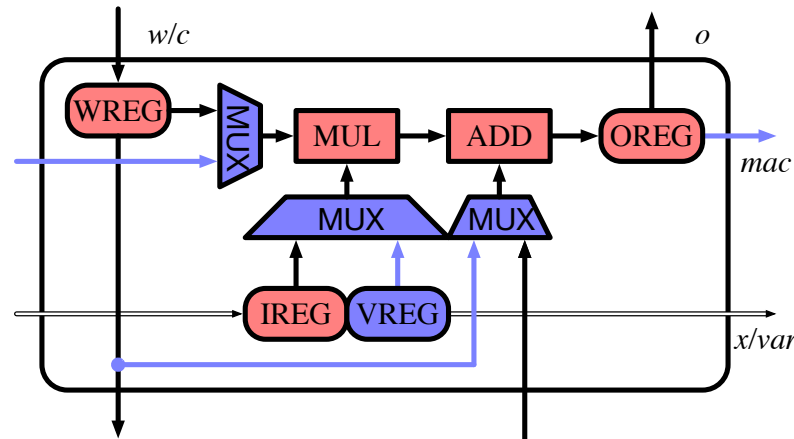 w/c
o
WREG
MUX
MUL
ADD
OREG
mac
MUX
MUX
IREG
VREG
x/var